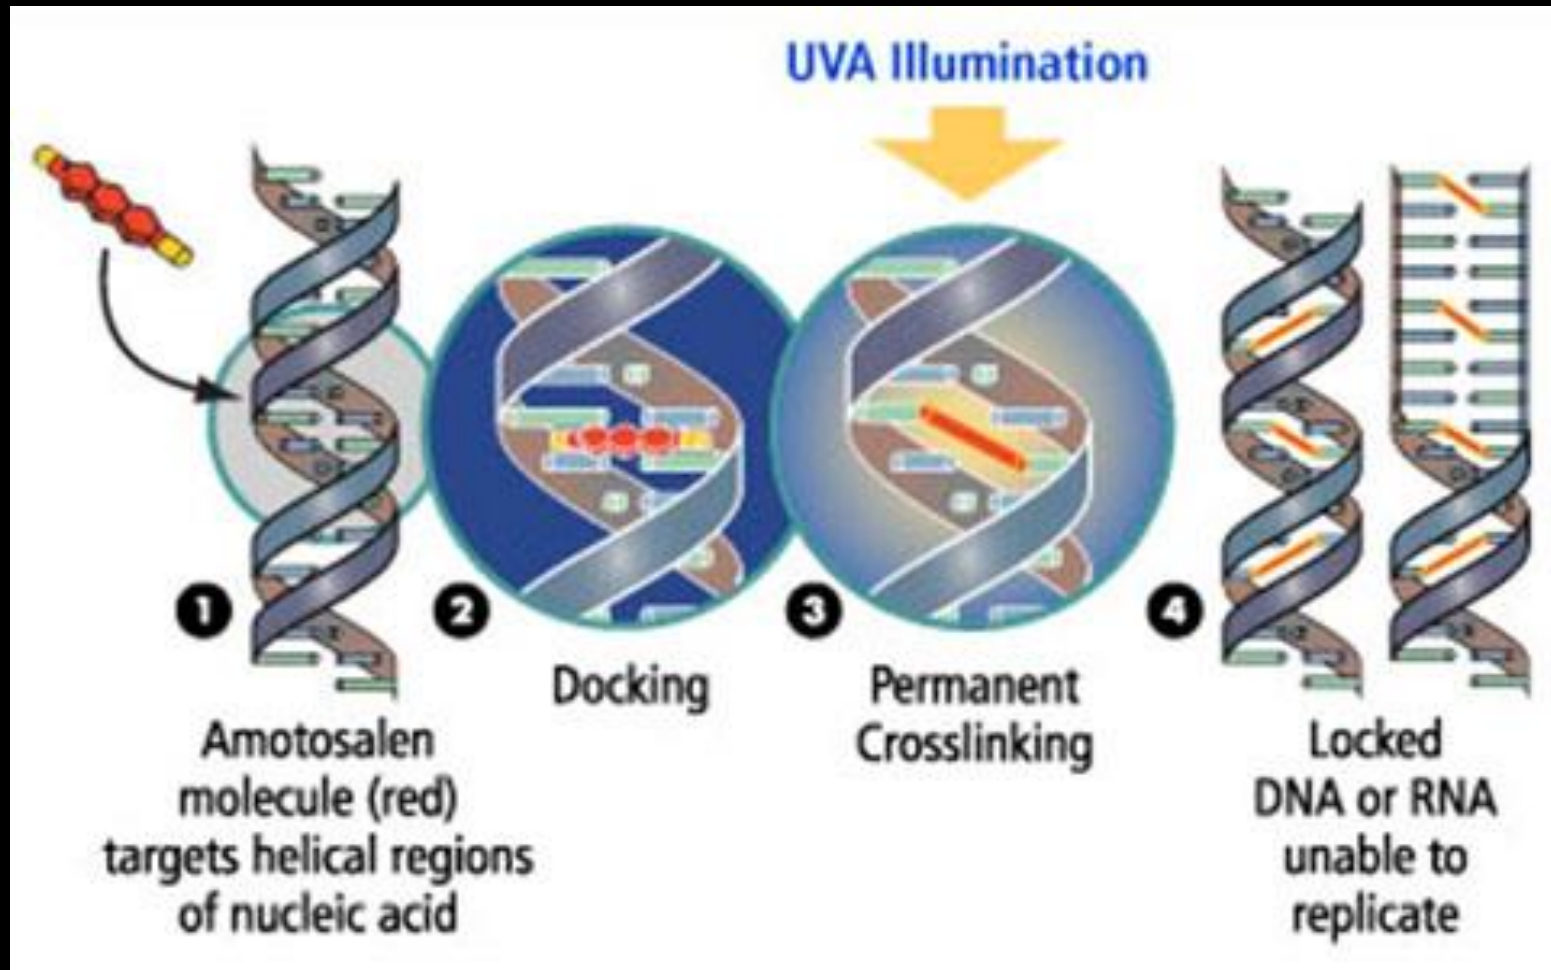 UVA Illumination
1
Amotosalen
molecule (red)
targets helical regions
of nucleic acid
2
Docking
3
Permanent
Crosslinking
4
Locked
DNA or RNA
unable to
replicate